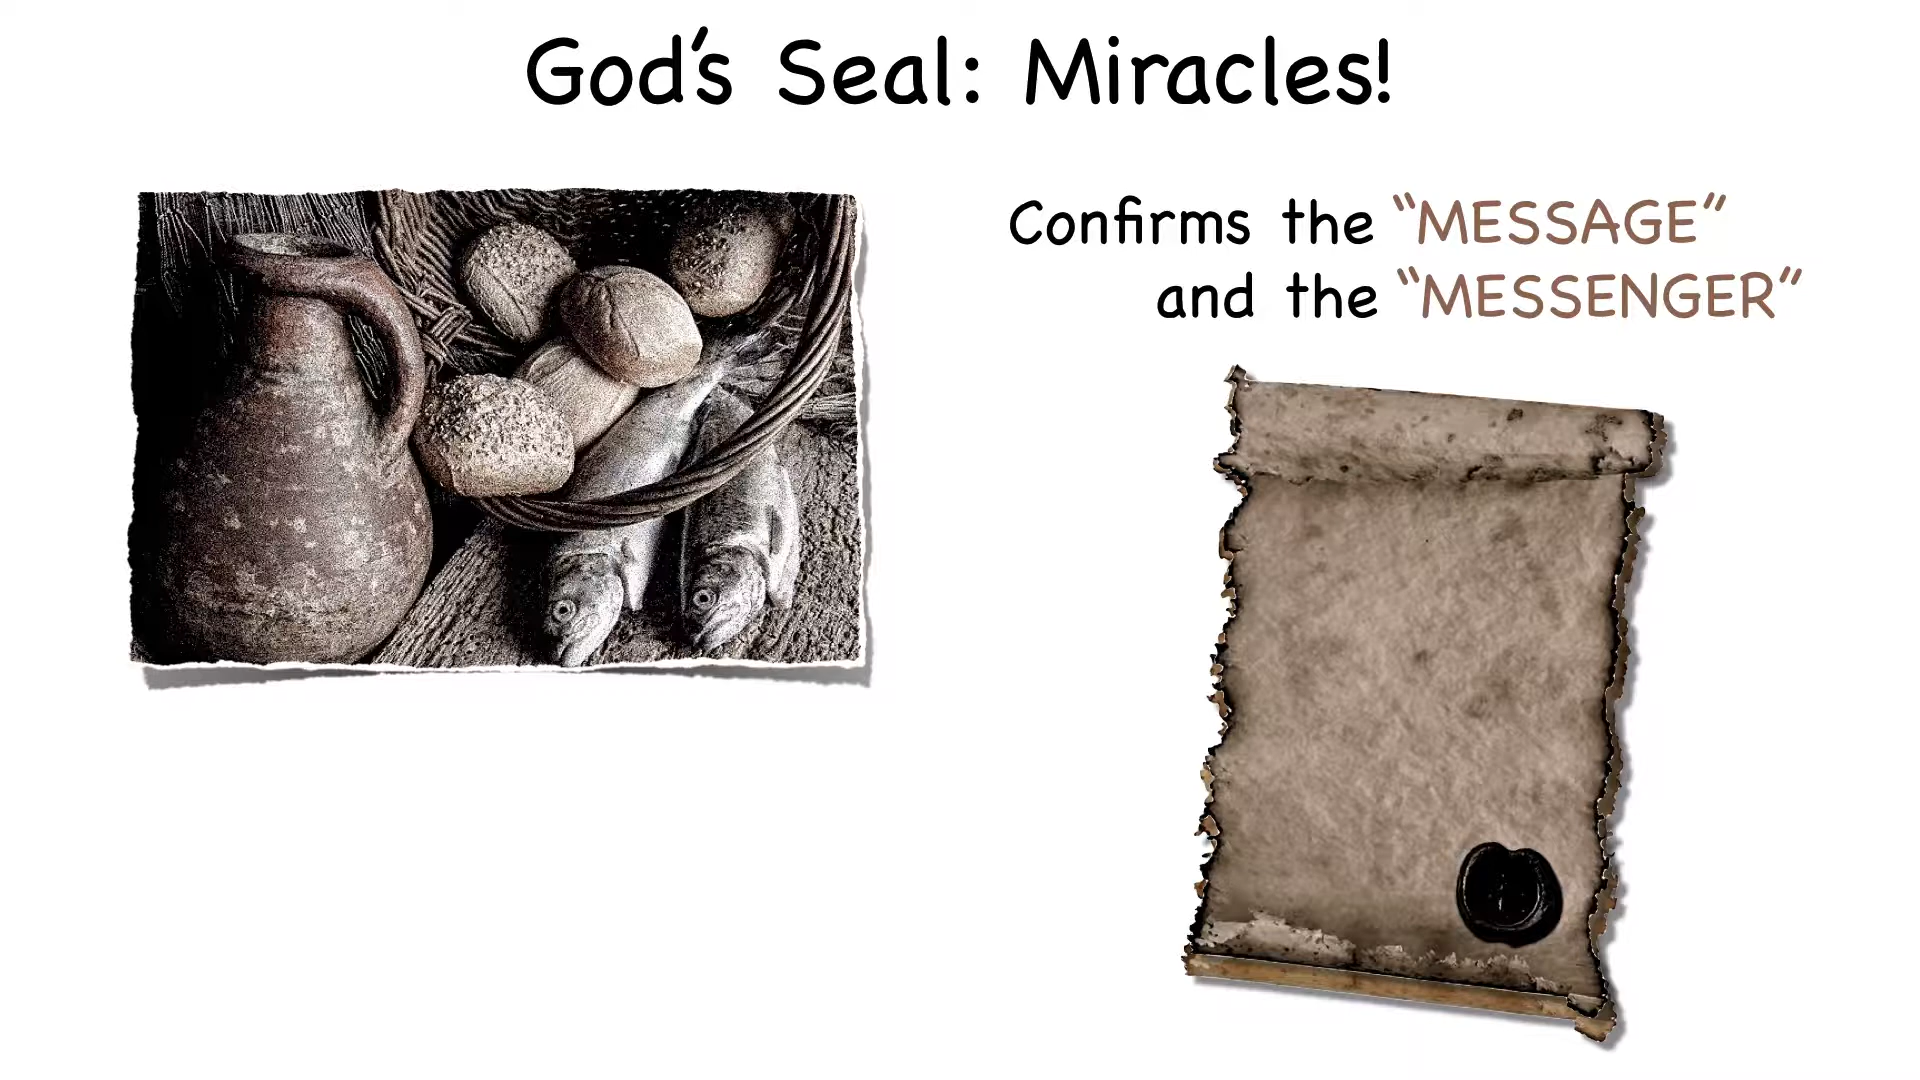 God's Seal: Miracles!
Confirms the “MESSAGE”
and the “MESSENGER”